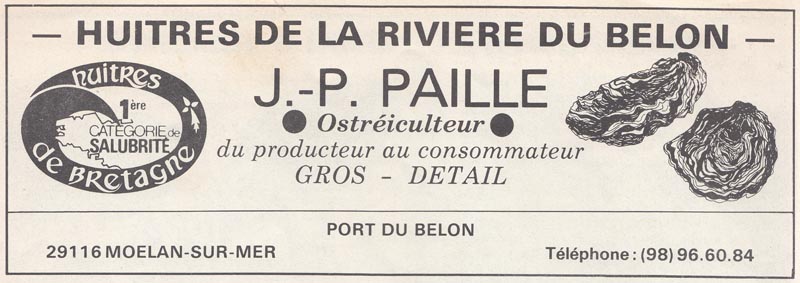 — HUITRES DE LA RIVIERE DU BELON —
huitres
1ère
CATÉGORIE de
SALUBRITÉ
de BRETAGNE
J.-P. PAILLE
● Ostréiculteur ●
du producteur au consommateur
GROS - DETAIL
PORT DU BELON
29116 MOELAN-SUR-MER
Téléphone : (98) 96.60.84